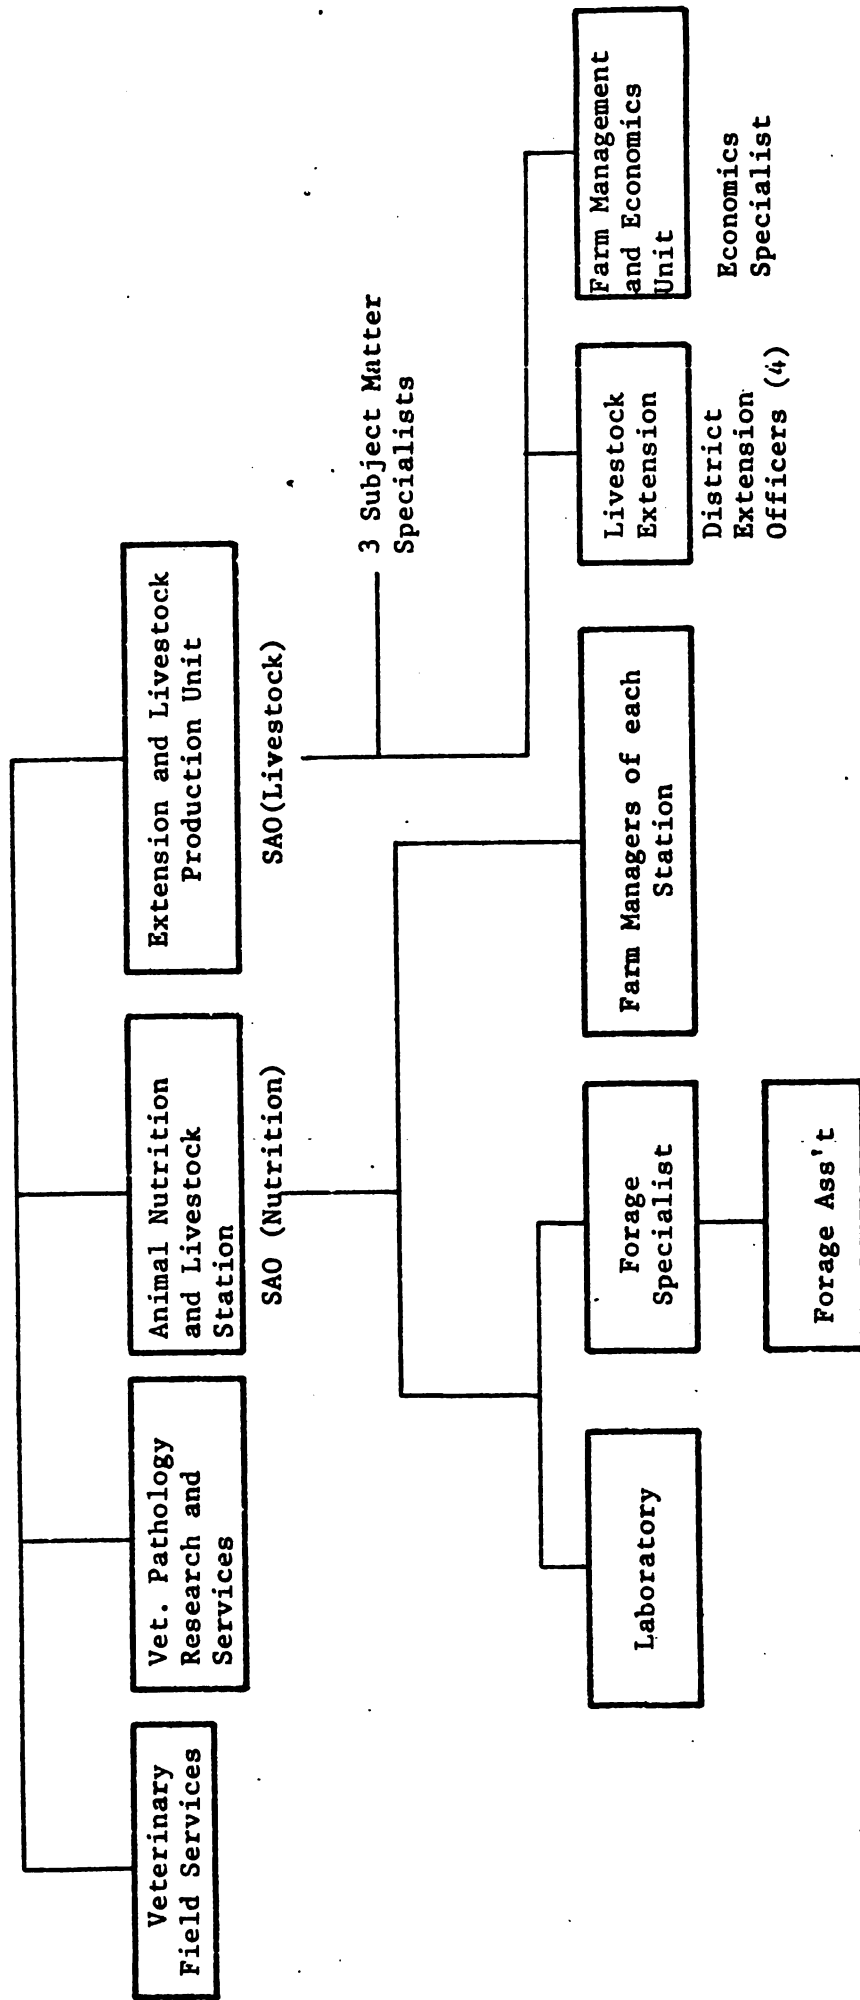 Veterinary
Field Services
Vet. Pathology
Research and
Services
Animal Nutrition
and Livestock
Station
SAO (Nutrition)
Extension and Livestock
Production Unit
SAO(Livestock)
3 Subject Matter
Specialists
Laboratory
Forage
Specialist
Forage Ass't
Farm Managers of each
Station
Livestock
Extension
District
Extension
Officers (4)
Farm Management
and Economics
Unit
Economics
Specialist